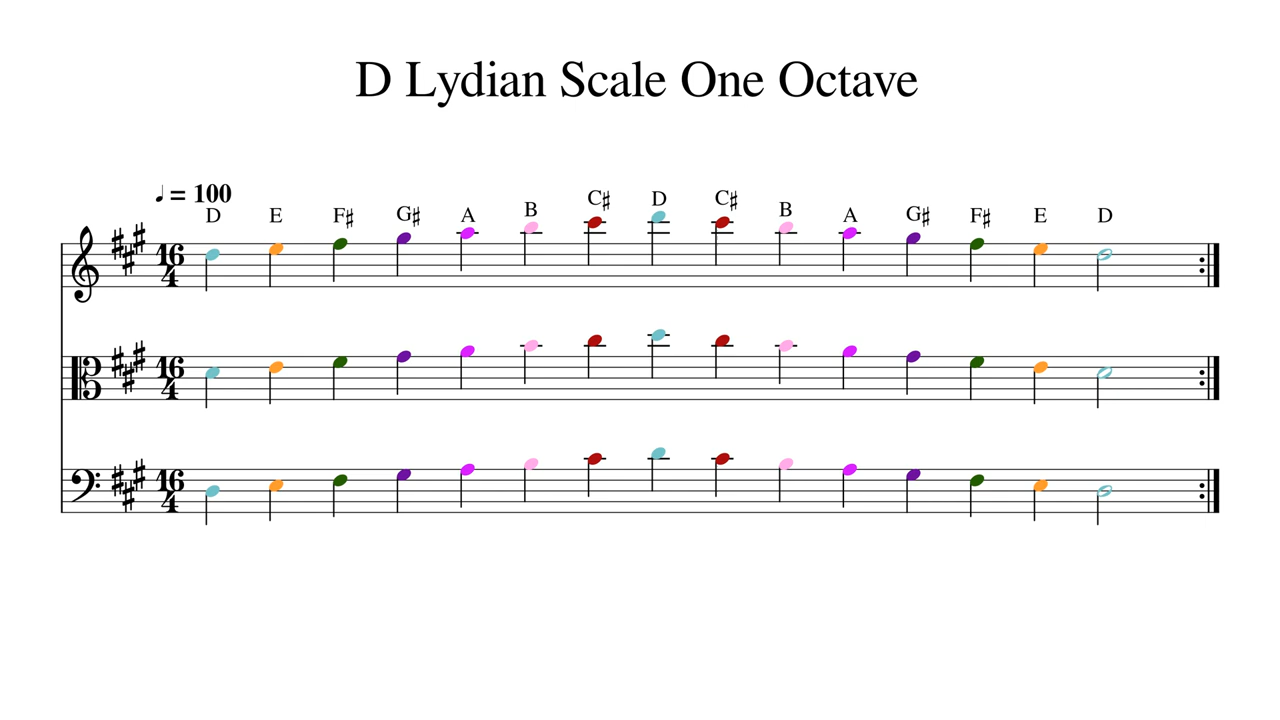 D Lydian Scale One Octave
♩ = 100
D E F♯ G♯ A B C♯ D C♯ B A G♯ F♯ E D
16
4
16
4
16
4